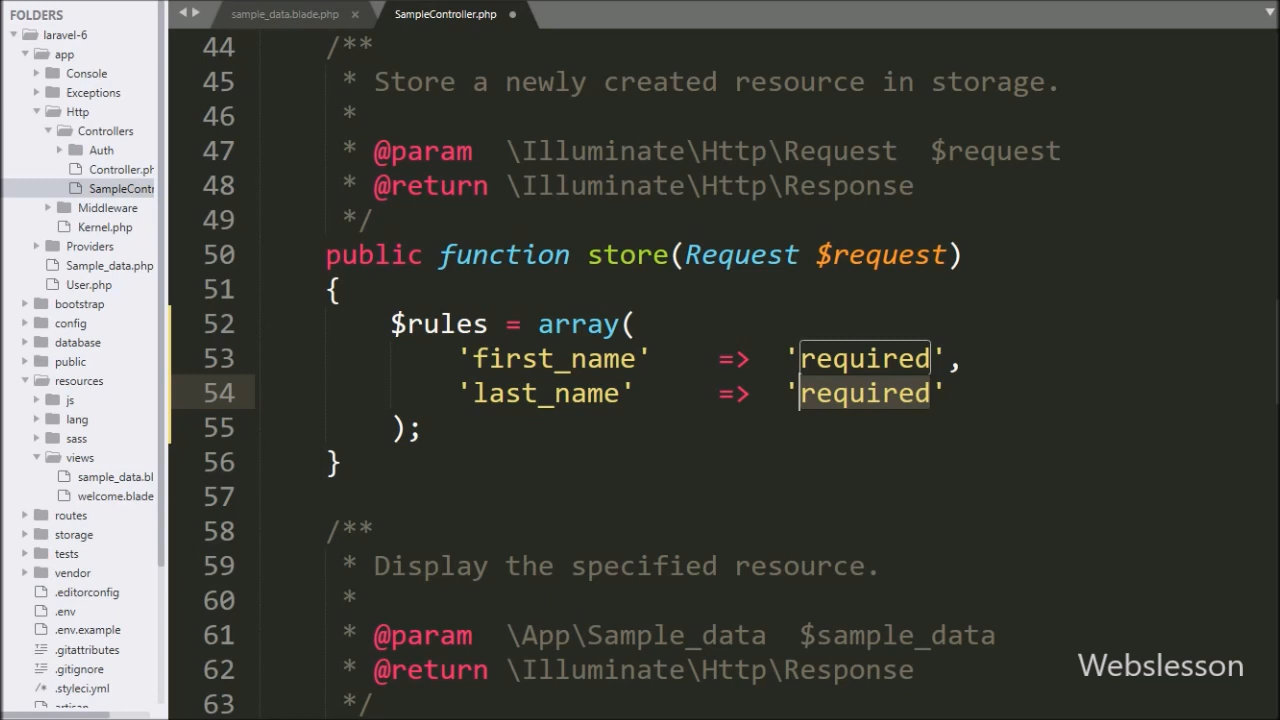 FOLDERS
laravel-6
app
Console
Exceptions
Http
Controllers
Auth
Controller.ph
SampleContr
Middleware
Kernel.php
Providers
Sample_data.php
User.php
bootstrap
config
database
public
resources
js
lang
sass
views
sample_data.bl
welcome.blade
routes
storage
tests
vendor
.editorconfig
.env
.env.example
.gitattributes
.gitignore
.styleci.yml
artisan
sample_data.blade.php
SampleController.php
44 /**
45 * Store a newly created resource in storage.
46 *
47 * @param \Illuminate\Http\Request $request
48 * @return \Illuminate\Http\Response
49 */
50 public function store(Request $request)
51 {
52 $rules = array(
53 'first_name' => 'required',
54 'last_name' => 'required'
55 );
56 }
57
58 /**
59 * Display the specified resource.
60 *
61 * @param \App\Sample_data $sample_data
62 * @return \Illuminate\Http\Response
63 */
Webslesson